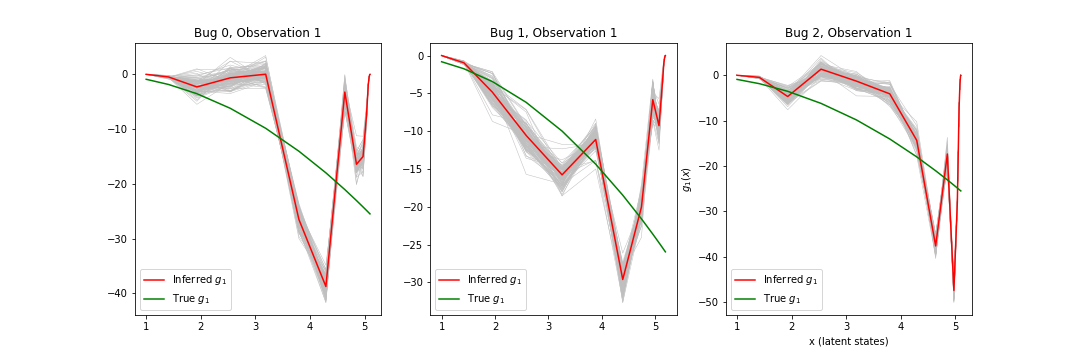 Bug 0, Observation 1
0
−10
−20
−30
−40
1 2 3 4 5
Inferred g₁
True g₁
Bug 1, Observation 1
0
−5
−10
−15
−20
−25
−30
1 2 3 4 5
Inferred g₁
True g₁
Bug 2, Observation 1
g₁(x)
0
−10
−20
−30
−40
−50
1 2 3 4 5
x (latent states)
Inferred g₁
True g₁